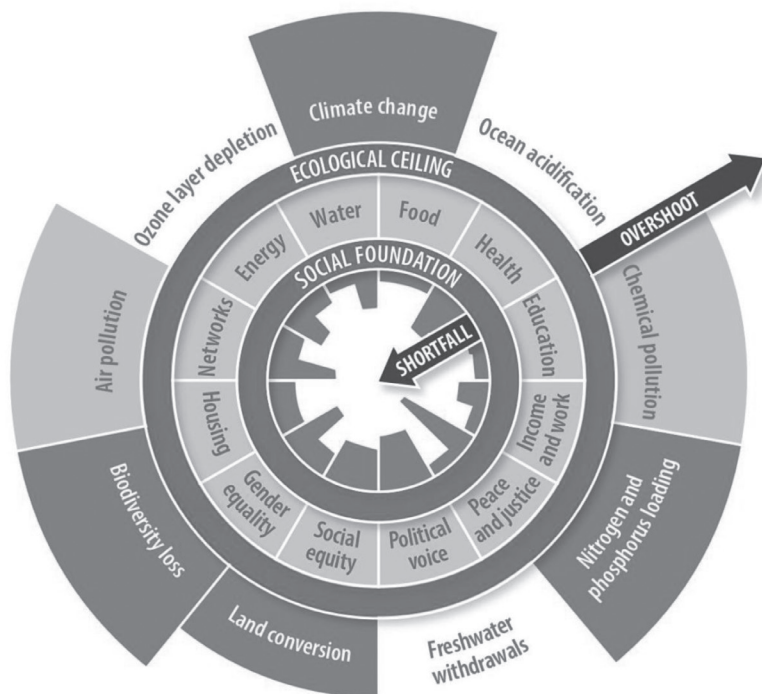 Climate change
Ocean acidification
OVERSHOOT
Chemical pollution
Nitrogen and
phosphorus loading
Freshwater
withdrawals
Land conversion
Biodiversity loss
Air pollution
Ozone layer depletion
ECOLOGICAL CEILING
Water
Food
Health
Education
Income
and work
Peace
and justice
Political
voice
Social
equity
Gender
equality
Housing
Networks
Energy
SOCIAL FOUNDATION
SHORTFALL